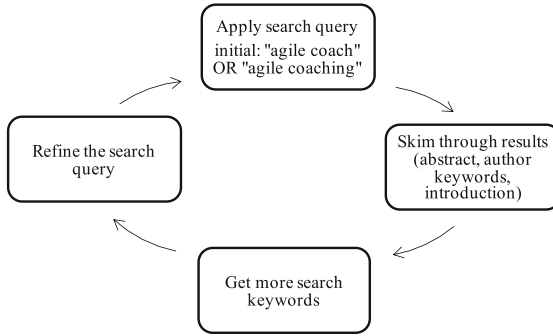 Apply search query
initial: "agile coach"
OR "agile coaching"
Skim through results
(abstract, author
keywords,
introduction)
Get more search
keywords
Refine the search
query